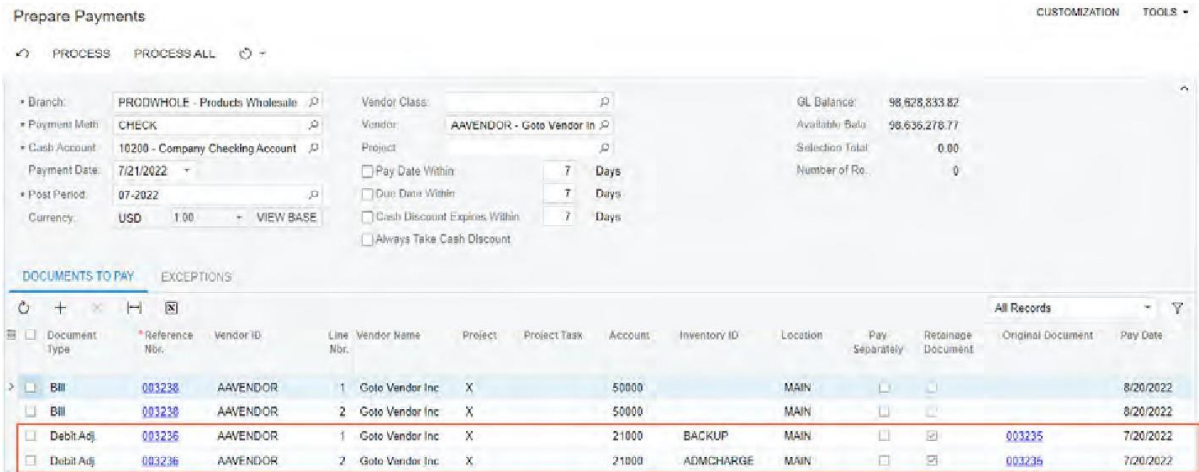 Prepare Payments
CUSTOMIZATION TOOLS
PROCESS PROCESS ALL
Branch: PRODWHOLE - Products Wholesale Vendor Class: GL Balance: 98,628,833.82
Payment Meth CHECK Vendor: AAVENDOR - Goto Vendor In Available Bala 98,636,278.77
Cash Account 10200 - Company Checking Account Project Selection Total 0.00
Payment Date: 7/21/2022 Pay Date Within 7 Days Number of Ro. 0
Post Period: 07-2022 Due Date Within 7 Days
Currency: USD 1.00 VIEW BASE Cash Discount Expires Within 7 Days
Always Take Cash Discount
DOCUMENTS TO PAY EXCEPTIONS
All Records
Document Type Reference Nbr. Vendor ID Line Nbr. Vendor Name Project Project Task Account Inventory ID Location Pay Separately Retainage Document Original Document Pay Date
Bill 003238 AAVENDOR 1 Goto Vendor Inc X 50000 MAIN 8/20/2022
Bill 003238 AAVENDOR 2 Goto Vendor Inc X 50000 MAIN 8/20/2022
Debit Adj. 003236 AAVENDOR 1 Goto Vendor Inc X 21000 BACKUP MAIN 003235 7/20/2022
Debit Adj. 003236 AAVENDOR 2 Goto Vendor Inc X 21000 ADMCHARGE MAIN 003235 7/20/2022